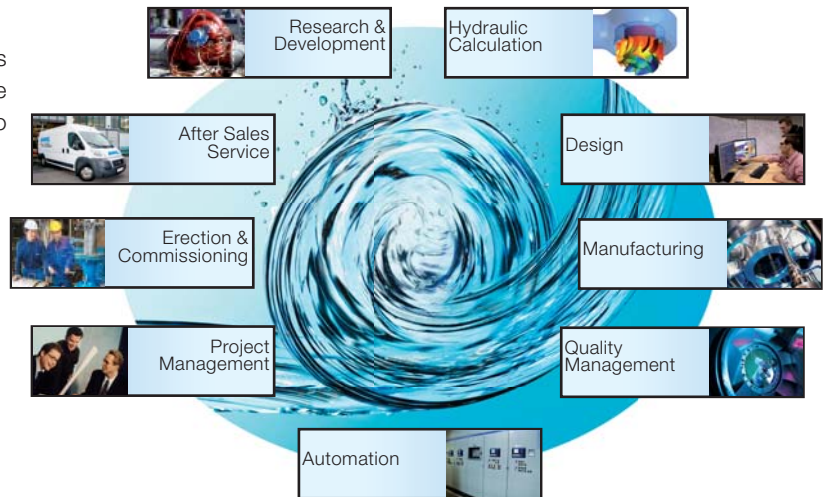 s
e
o
Research &
Development
Hydraulic
Calculation
After Sales
Service
Design
Erection &
Commissioning
Manufacturing
Project
Management
Quality
Management
Automation